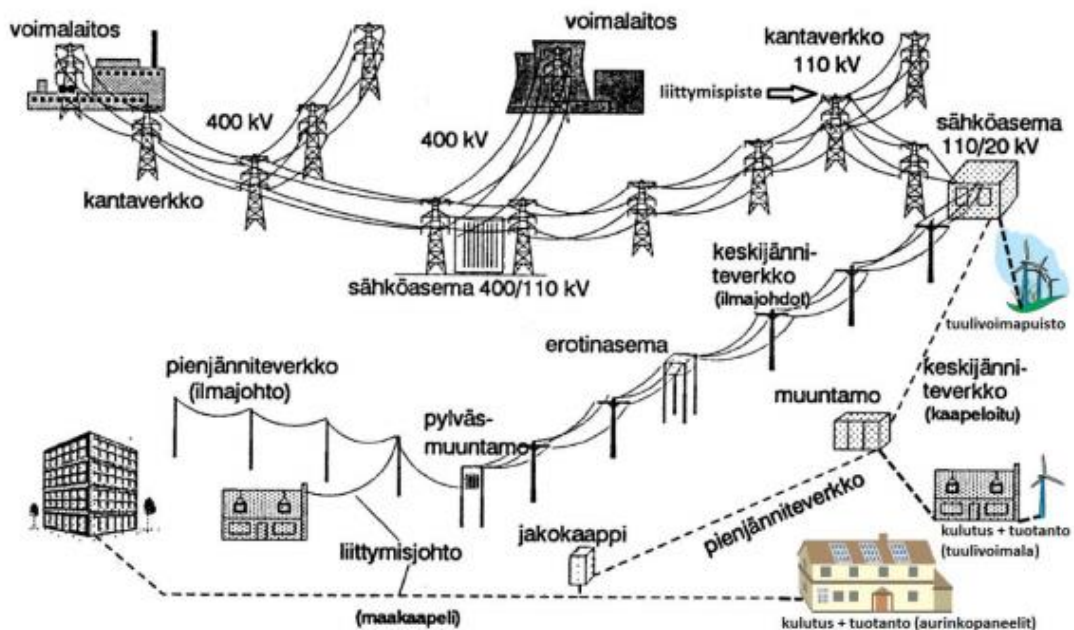 voimalaitos
voimalaitos
kantaverkko
110 kV
liittymispiste
400 kV
400 kV
sähköasema
110/20 kV
kantaverkko
keskijänni-
teverkko
(ilmajohdot)
sähköasema 400/110 kV
tuulivoimapuisto
erotinasema
pienjänniteverkko
(ilmajohto)
keskijänni-
teverkko
(kaapeloitu)
muuntamo
pylväs-
muuntamo
pienjänniteverkko
jakokaappi
kulutus + tuotanto
(tuulivoimala)
liittymisjohto
(maakaapeli)
kulutus + tuotanto (aurinkopaneelit)